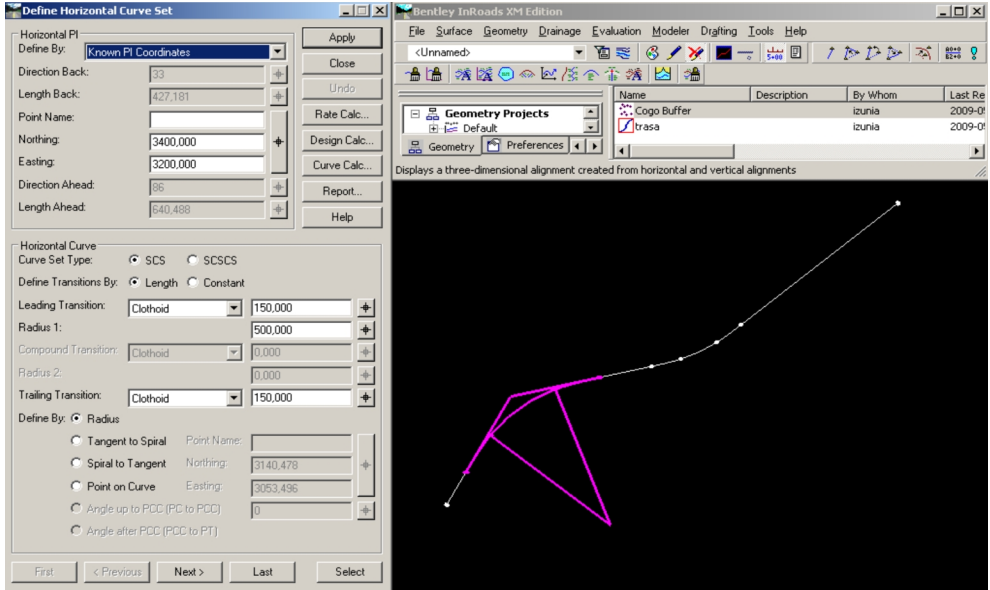 Define Horizontal Curve Set
Horizontal PI
Define By: Known PI Coordinates
Direction Back: 33
Length Back: 427,181
Point Name:
Northing: 3400,000
Easting: 3200,000
Direction Ahead: 86
Length Ahead: 640,488
Apply
Close
Undo
Rate Calc...
Design Calc...
Curve Calc...
Report...
Help
Horizontal Curve
Curve Set Type: SCS SCSCS
Define Transitions By: Length Constant
Leading Transition: Clothoid 150,000
Radius 1: 500,000
Compound Transition: Clothoid 0,000
Radius 2: 0,000
Trailing Transition: Clothoid 150,000
Define By: Radius
Tangent to Spiral Point Name:
Spiral to Tangent Northing: 3140,478
Point on Curve Easting: 3053,496
Angle up to PCC (PC to PCC) 0
Angle after PCC (PCC to PT)
First < Previous Next > Last Select
Bentley InRoads XM Edition
File Surface Geometry Drainage Evaluation Modeler Drafting Tools Help
<Unnamed>
Geometry Projects
Default
Geometry Preferences
Name Description By Whom Last Re
Cogo Buffer izunia 2009-0
trasa izunia 2009-0
Displays a three-dimensional alignment created from horizontal and vertical alignments